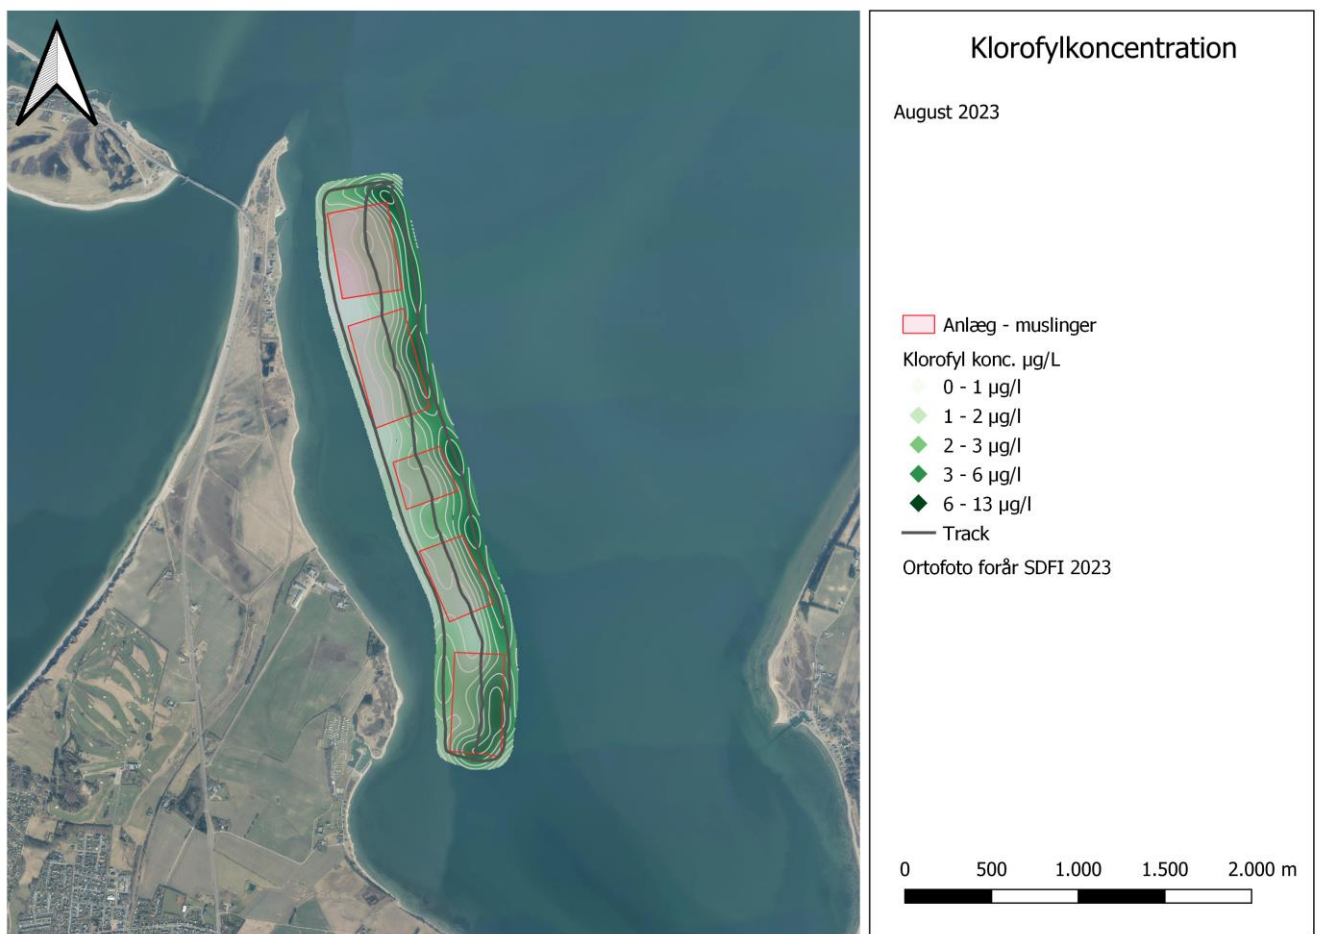 Klorofylkoncentration
August 2023
Anlæg - muslinger
Klorofyl konc. µg/L
0 - 1 µg/l
1 - 2 µg/l
2 - 3 µg/l
3 - 6 µg/l
6 - 13 µg/l
Track
Ortofoto forår SDFI 2023
0 500 1.000 1.500 2.000 m